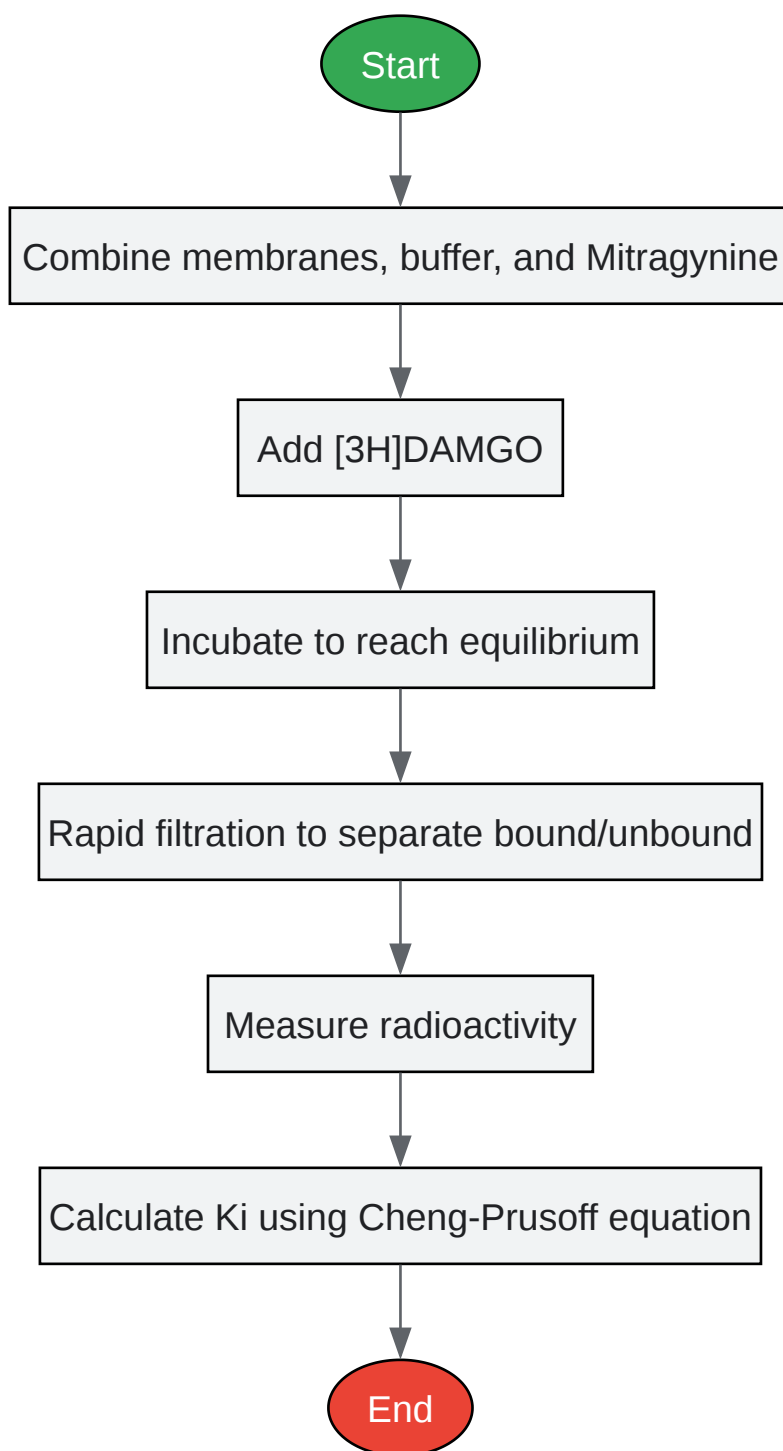 Start
Combine membranes, buffer, and Mitragynine
Add [3H]DAMGO
Incubate to reach equilibrium
Rapid filtration to separate bound/unbound
Measure radioactivity
Calculate Ki using Cheng-Prusoff equation
End